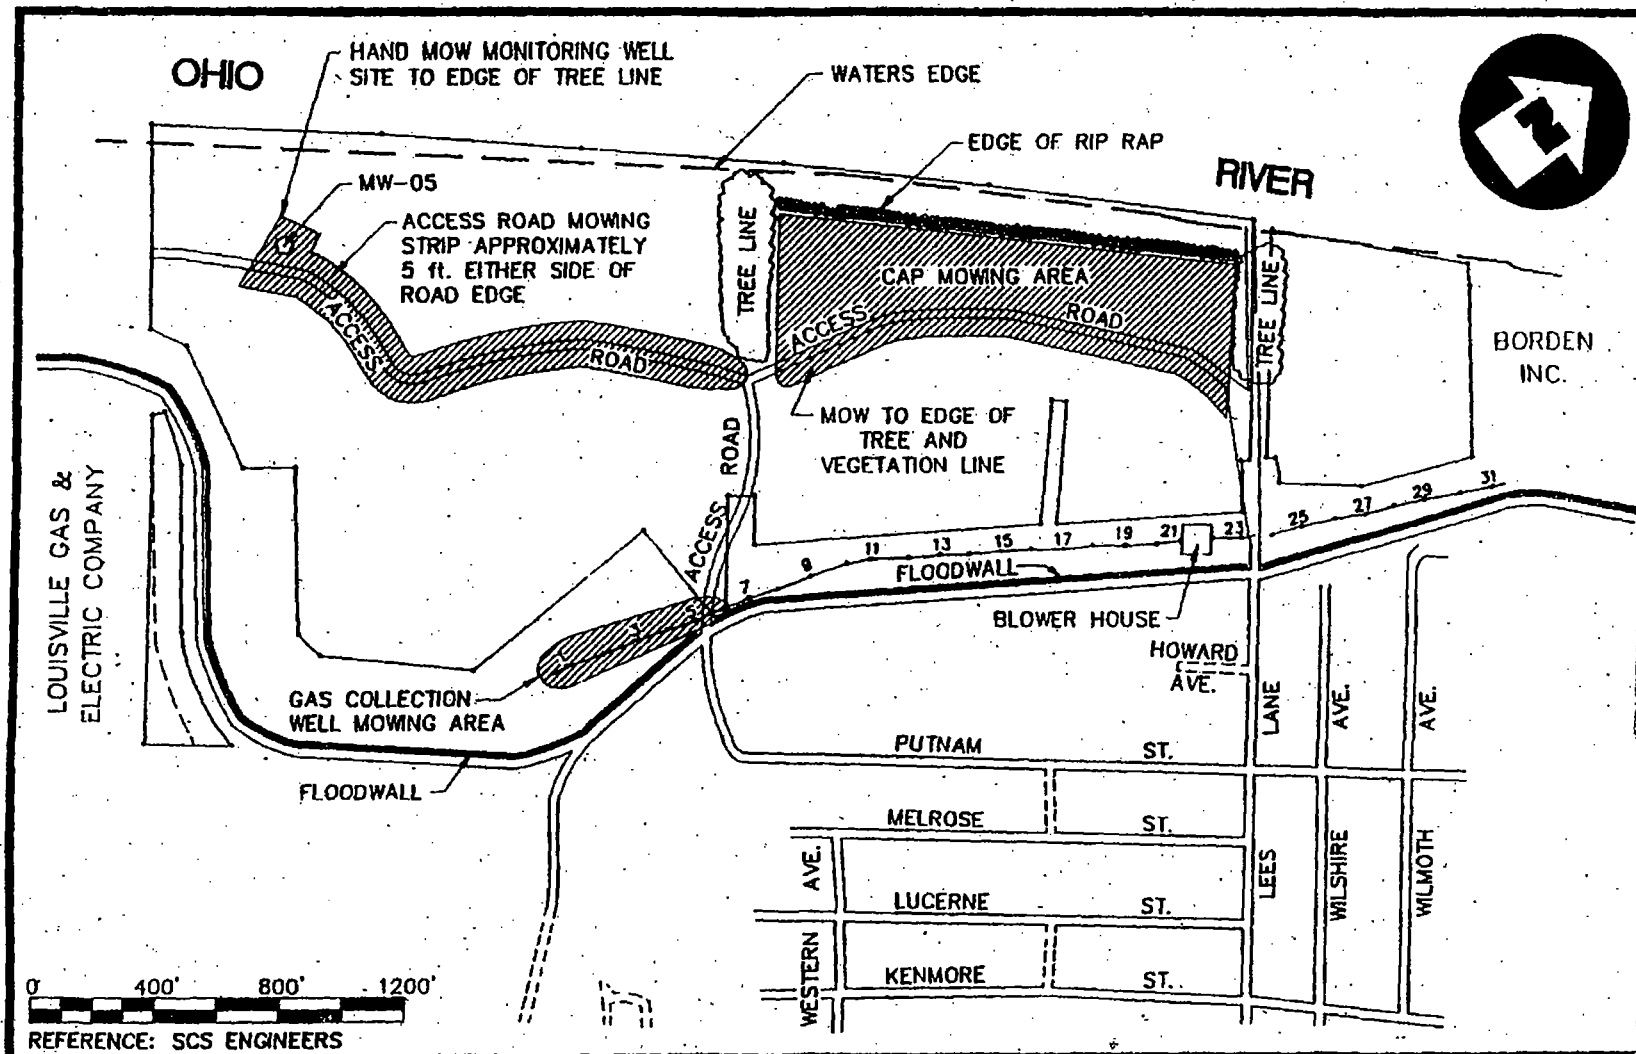 OHIO
HAND MOW MONITORING WELL
SITE TO EDGE OF TREE LINE
WATERS EDGE
EDGE OF RIP RAP
RIVER
N
MW-05
ACCESS ROAD MOWING
STRIP APPROXIMATELY
5 ft. EITHER SIDE OF
ROAD EDGE
TREE LINE
CAP MOWING AREA
TREE LINE
ACCESS ROAD
ACCESS ROAD
BORDEN
INC.
MOW TO EDGE OF
TREE AND
VEGETATION LINE
ACCESS ROAD
LOUISVILLE GAS &
ELECTRIC COMPANY
7
9
11
13
15
17
19
21
23
25
27
29
31
FLOODWALL
BLOWER HOUSE
HOWARD
AVE.
GAS COLLECTION
WELL MOWING AREA
FLOODWALL
PUTNAM ST.
MELROSE ST.
LUCERNE ST.
KENMORE ST.
WESTERN AVE.
LEES LANE
WILSHIRE AVE.
WILMOTH AVE.
0 400' 800' 1200'
REFERENCE: SCS ENGINEERS